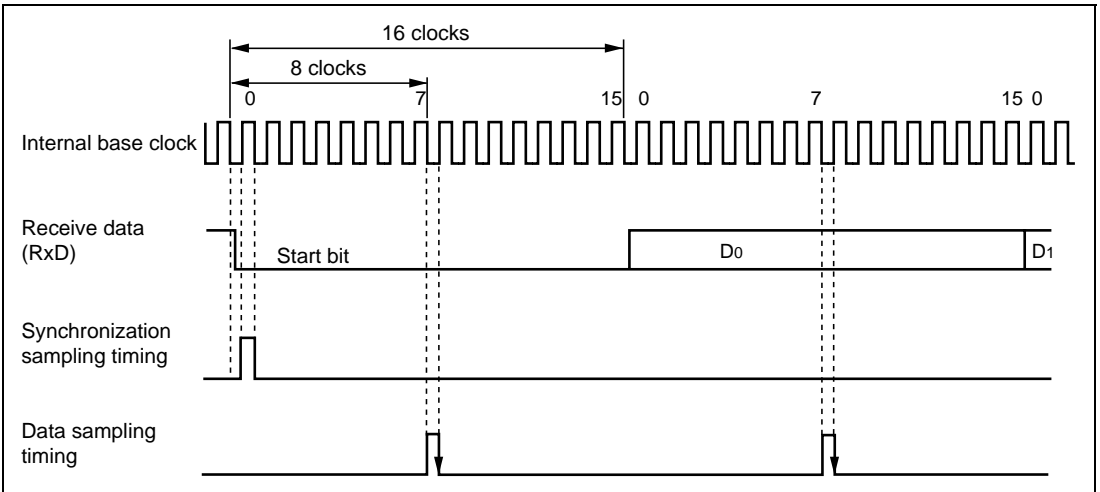 16 clocks
8 clocks
0 7 15 0 7 15 0
Internal base clock
Receive data
(RxD)
Start bit
D0
D1
Synchronization
sampling timing
Data sampling
timing